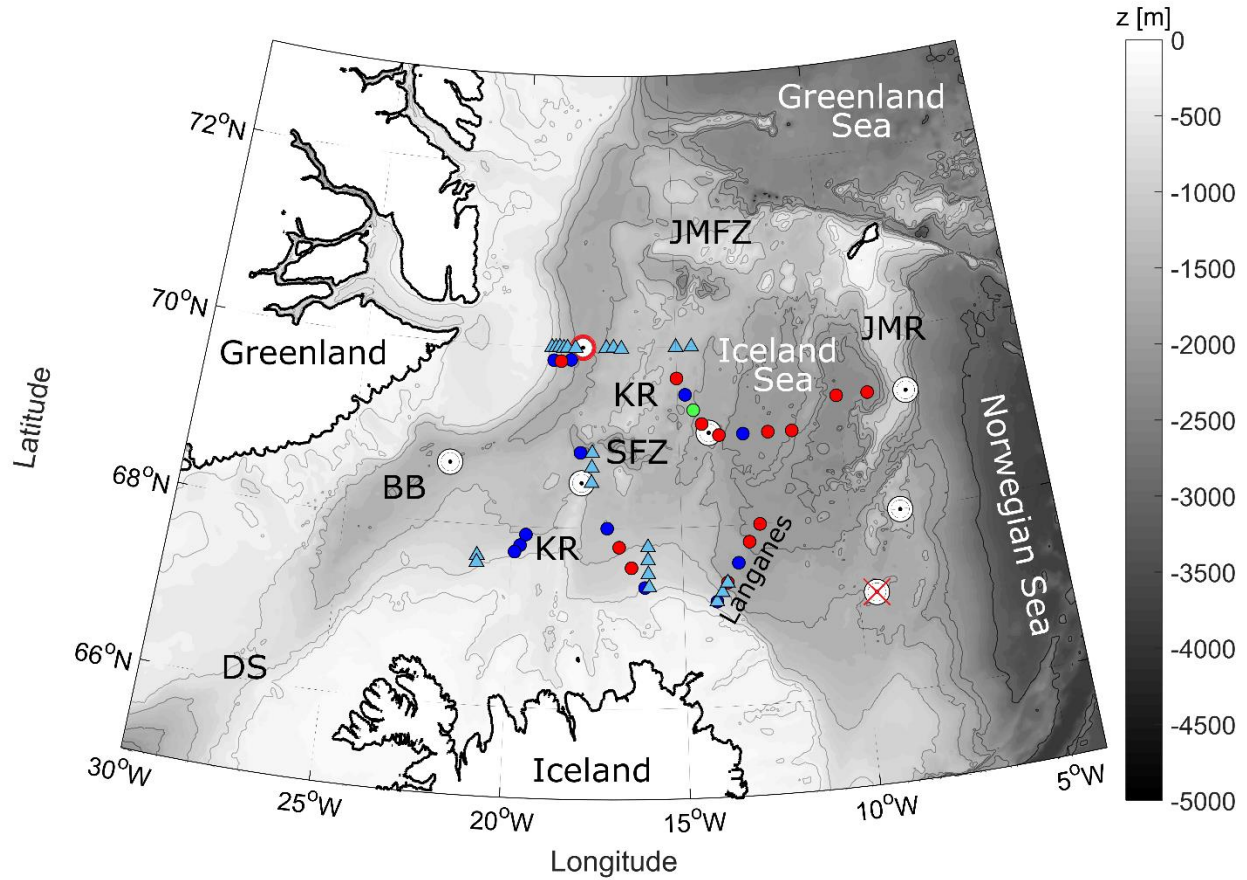 z [m]
0
-500
-1000
-1500
-2000
-2500
-3000
-3500
-4000
-4500
-5000
72°N
70°N
68°N
66°N
Latitude
Greenland
Sea
JMFZ
JMR
Greenland
Iceland
Sea
KR
SFZ
BB
KR
Langanes
Norwegian Sea
DS
Iceland
30°W
25°W
20°W
15°W
10°W
5°W
Longitude